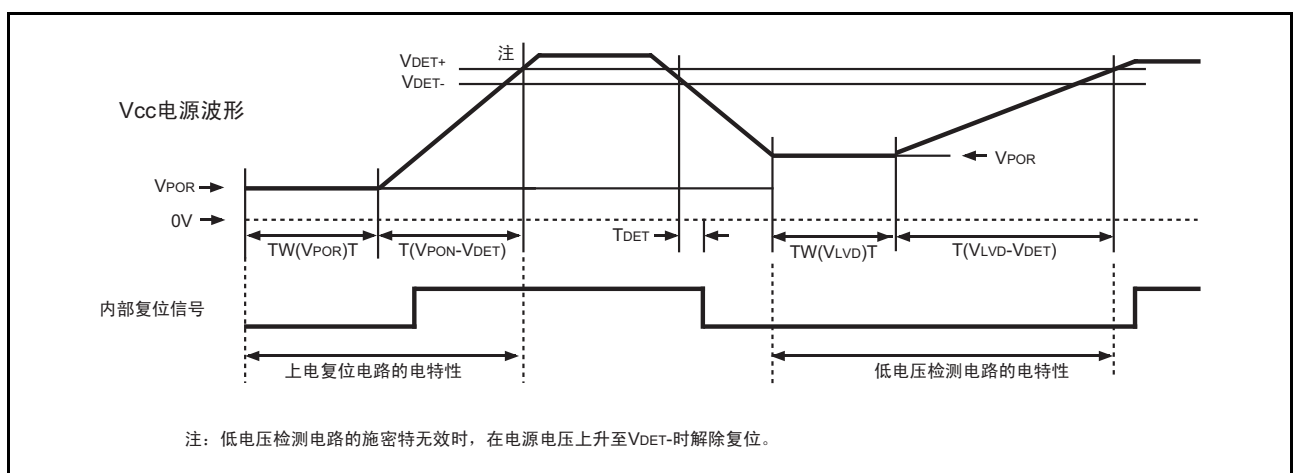 注
VDET+
VDET-
Vcc电源波形
VPOR
VPOR
0V
TDET
TW(VPOR)T
T(VPON-VDET)
TW(VLVD)T
T(VLVD-VDET)
内部复位信号
上电复位电路的电特性
低电压检测电路的电特性
注：低电压检测电路的施密特无效时，在电源电压上升至VDET-时解除复位。